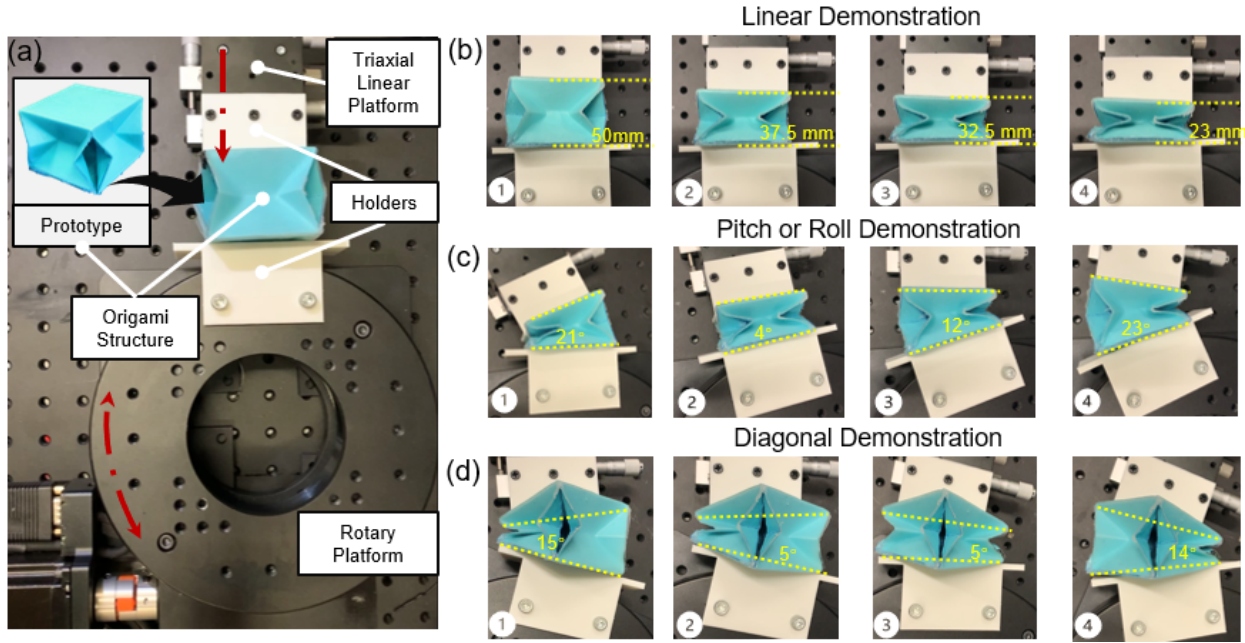 (a)
Triaxial
Linear
Platform
Prototype
Holders
Origami
Structure
Rotary
Platform
Linear Demonstration
(b)
50mm
37.5 mm
32.5 mm
23 mm
1
2
3
4
Pitch or Roll Demonstration
(c)
21°
4°
12°
23°
1
2
3
4
Diagonal Demonstration
(d)
15°
5°
5°
14°
1
2
3
4